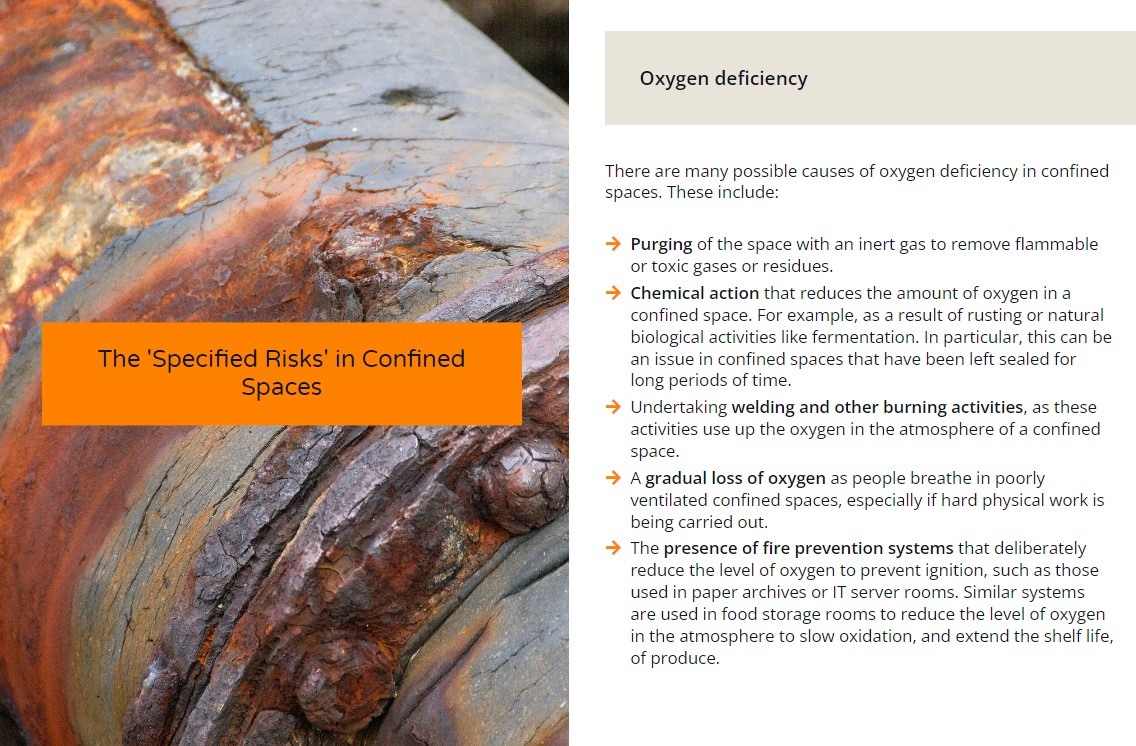 The 'Specified Risks' in Confined
Spaces
Oxygen deficiency
There are many possible causes of oxygen deficiency in confined
spaces. These include:
→ Purging of the space with an inert gas to remove flammable
or toxic gases or residues.
→ Chemical action that reduces the amount of oxygen in a
confined space. For example, as a result of rusting or natural
biological activities like fermentation. In particular, this can be
an issue in confined spaces that have been left sealed for
long periods of time.
→ Undertaking welding and other burning activities, as these
activities use up the oxygen in the atmosphere of a confined
space.
→ A gradual loss of oxygen as people breathe in poorly
ventilated confined spaces, especially if hard physical work is
being carried out.
→ The presence of fire prevention systems that deliberately
reduce the level of oxygen to prevent ignition, such as those
used in paper archives or IT server rooms. Similar systems
are used in food storage rooms to reduce the level of oxygen
in the atmosphere to slow oxidation, and extend the shelf life,
of produce.